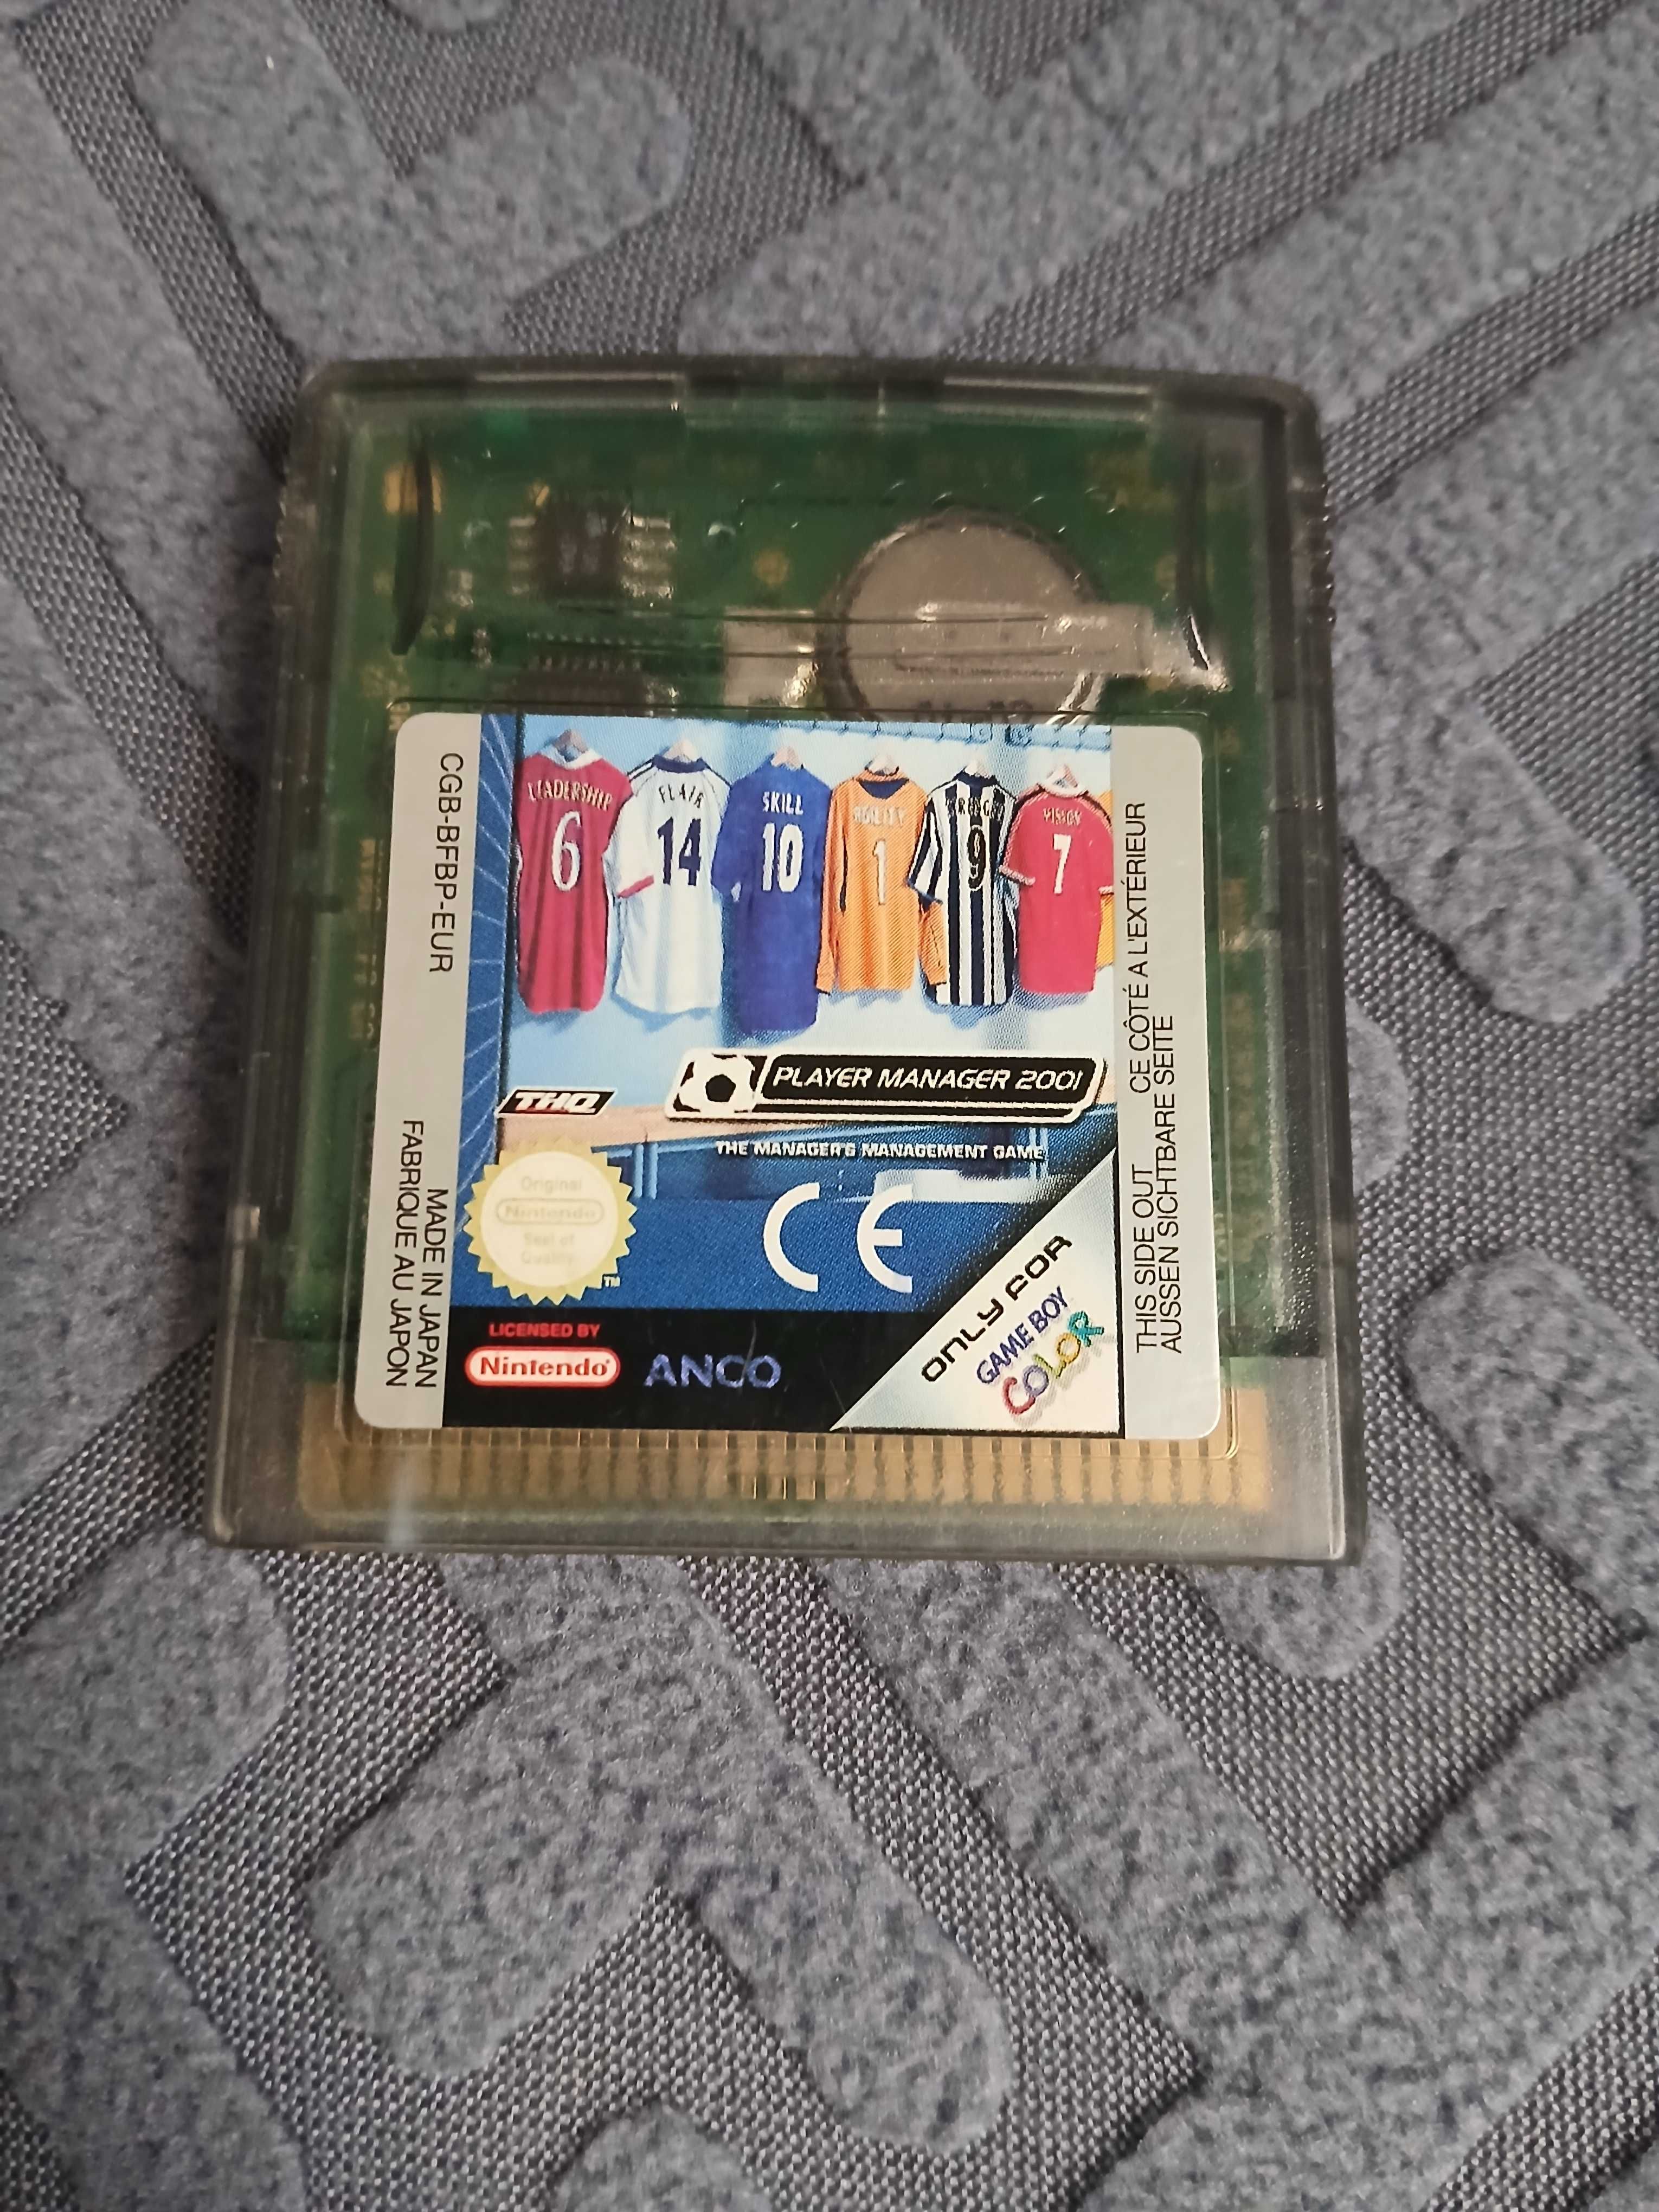 LEADERSHIP
6
FLAIR
14
SKILL
10
AGILITY
1
9
VISION
7
PLAYER MANAGER 2001
THQ
THE MANAGER'S MANAGEMENT GAME
Original
Nintendo
Seal of
Quality
TM
CE
LICENSED BY
Nintendo®
ANCO
ONLY FOR
GAME BOY
COLOR
CGB-BFBP-EUR
MADE IN JAPAN
FABRIQUE AU JAPON
THIS SIDE OUT CE CÔTÉ A L'EXTÉRIEUR
AUSSEN SICHTBARE SEITE